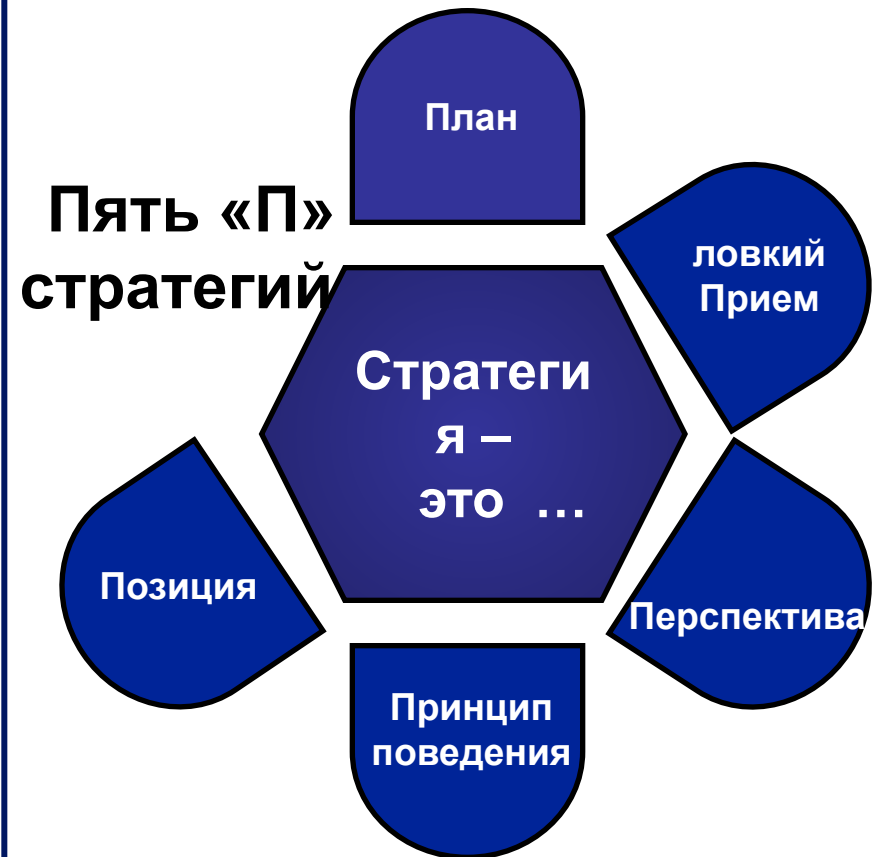 Пять «П»
стратегий
План
ловкий
Прием
Стратеги
я –
это ...
Перспектива
Принцип
поведения
Позиция